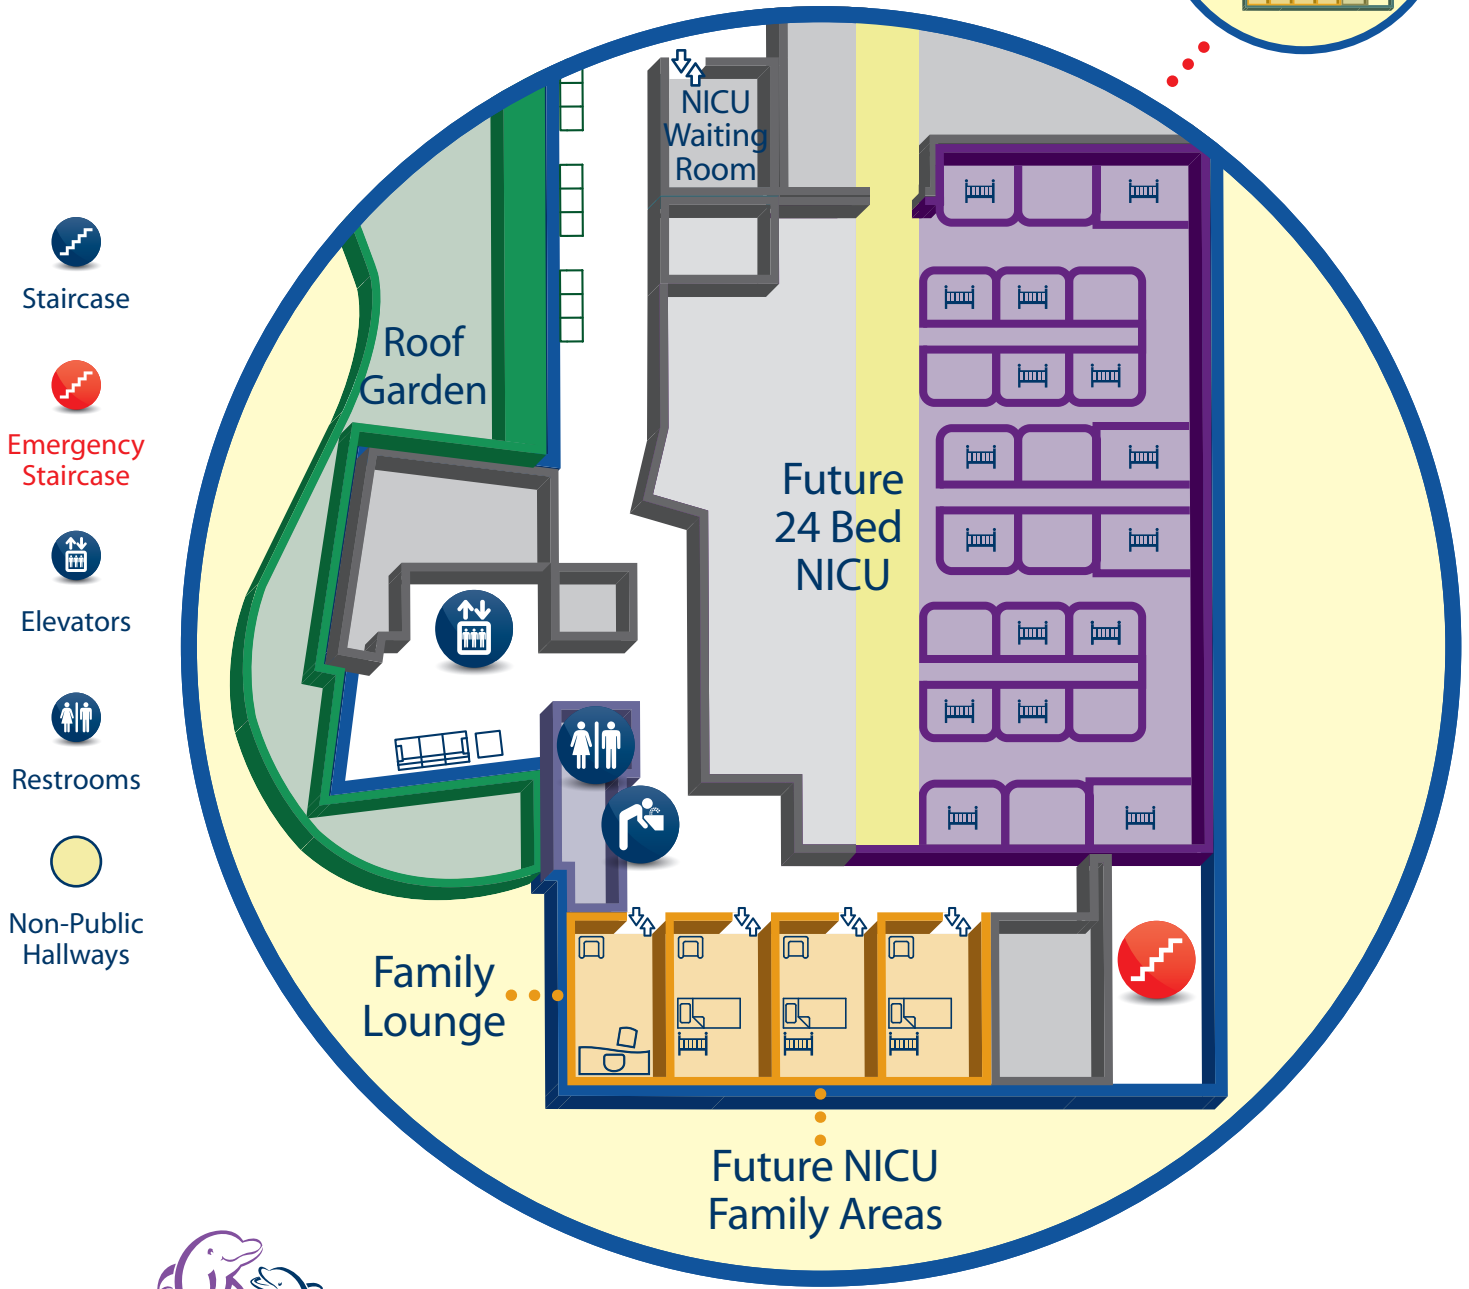 NICU
Waiting
Room
Staircase
Roof
Garden
Emergency
Staircase
Future
24 Bed
NICU
Elevators
Restrooms
Non-Public
Hallways
Family
Lounge
Future NICU
Family Areas